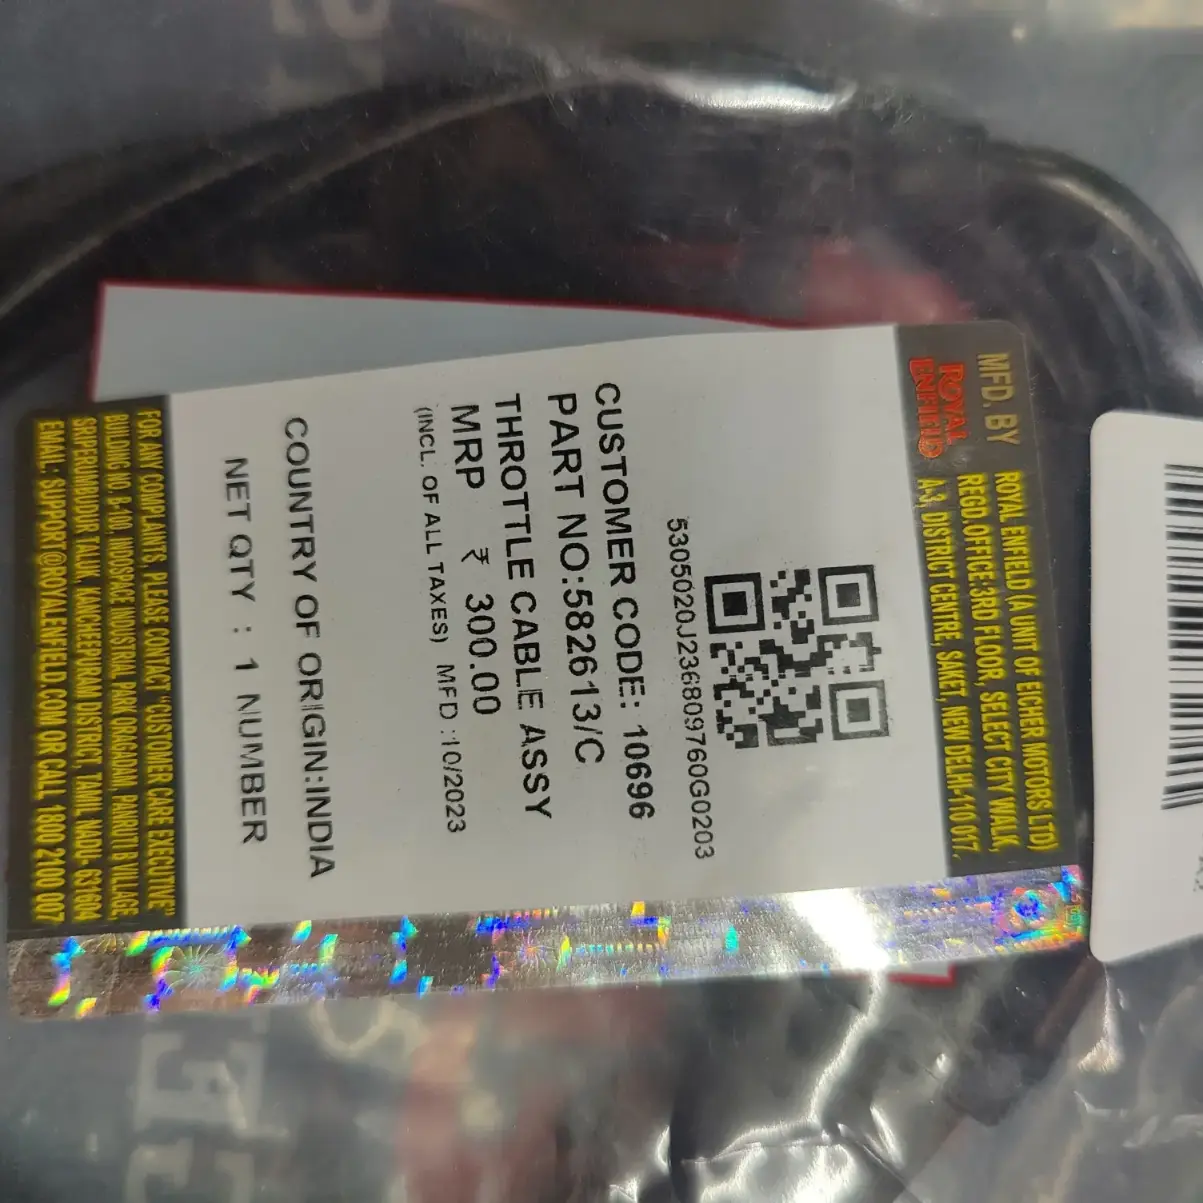 MFD. BY
ROYAL
ENFIELD
ROYAL ENFIELD (A UNIT OF EICHER MOTORS LTD)
REGD.OFFICE:3RD FLOOR, SELECT CITY WALK,
A-3, DISTRICT CENTRE, SAKET, NEW DELHI-110 017.
5305020J236809760G0203
CUSTOMER CODE: 10696
PART NO:582613/C
THROTTLE CABLE ASSY
MRP ₹ 300.00
(INCL. OF ALL TAXES) MFD :10/2023
COUNTRY OF ORIGIN:INDIA
NET QTY : 1 NUMBER
FOR ANY COMPLAINTS, PLEASE CONTACT "CUSTOMER CARE EXECUTIVE"
BUILDING NO. B-100, INDOSPACE INDUSTRIAL PARK ORAGADAM, PANRUTI B VILLAGE,
SRIPERUMBUDUR TALUK, KANCHEEPURAM DISTRICT, TAMIL NADU- 631604
EMAIL : SUPPORT@ROYALENFIELD.COM OR CALL 1800 2100 007